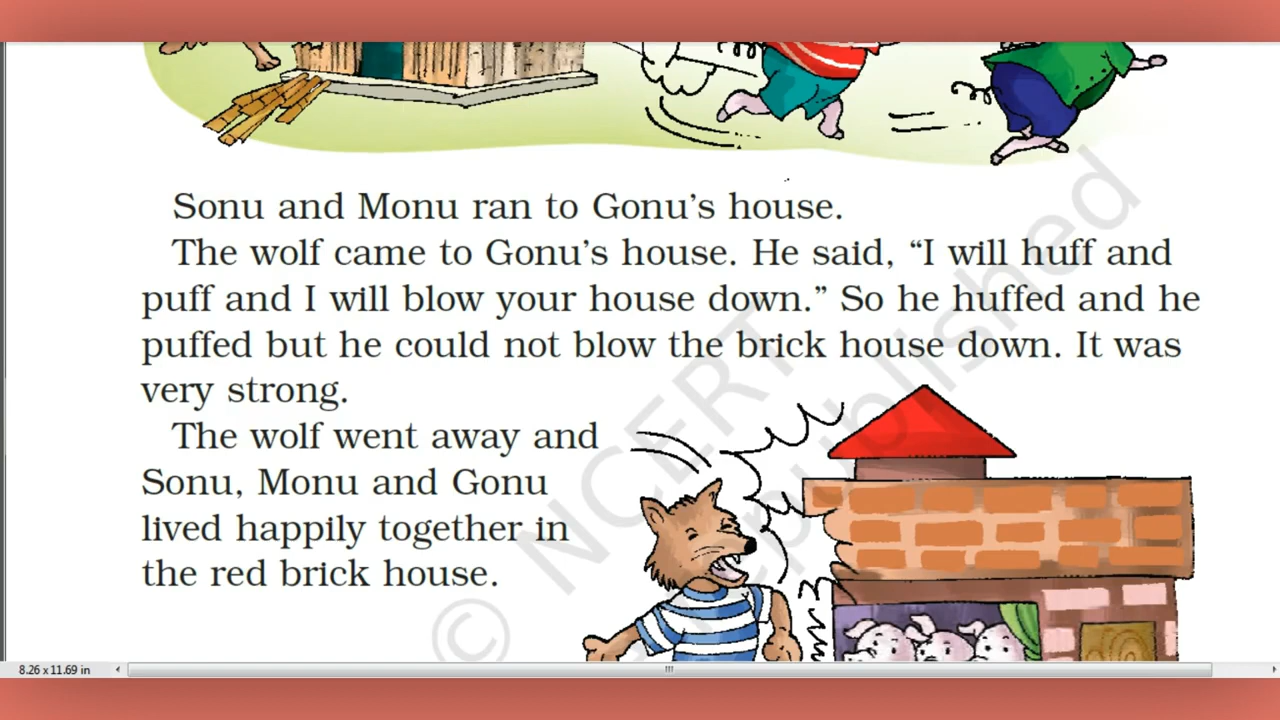 Sonu and Monu ran to Gonu's house.
The wolf came to Gonu's house. He said, “I will huff and
puff and I will blow your house down.” So he huffed and he
puffed but he could not blow the brick house down. It was
very strong.
The wolf went away and
Sonu, Monu and Gonu
lived happily together in
the red brick house.
© NCERT
republished
8.26 x 11.69 in